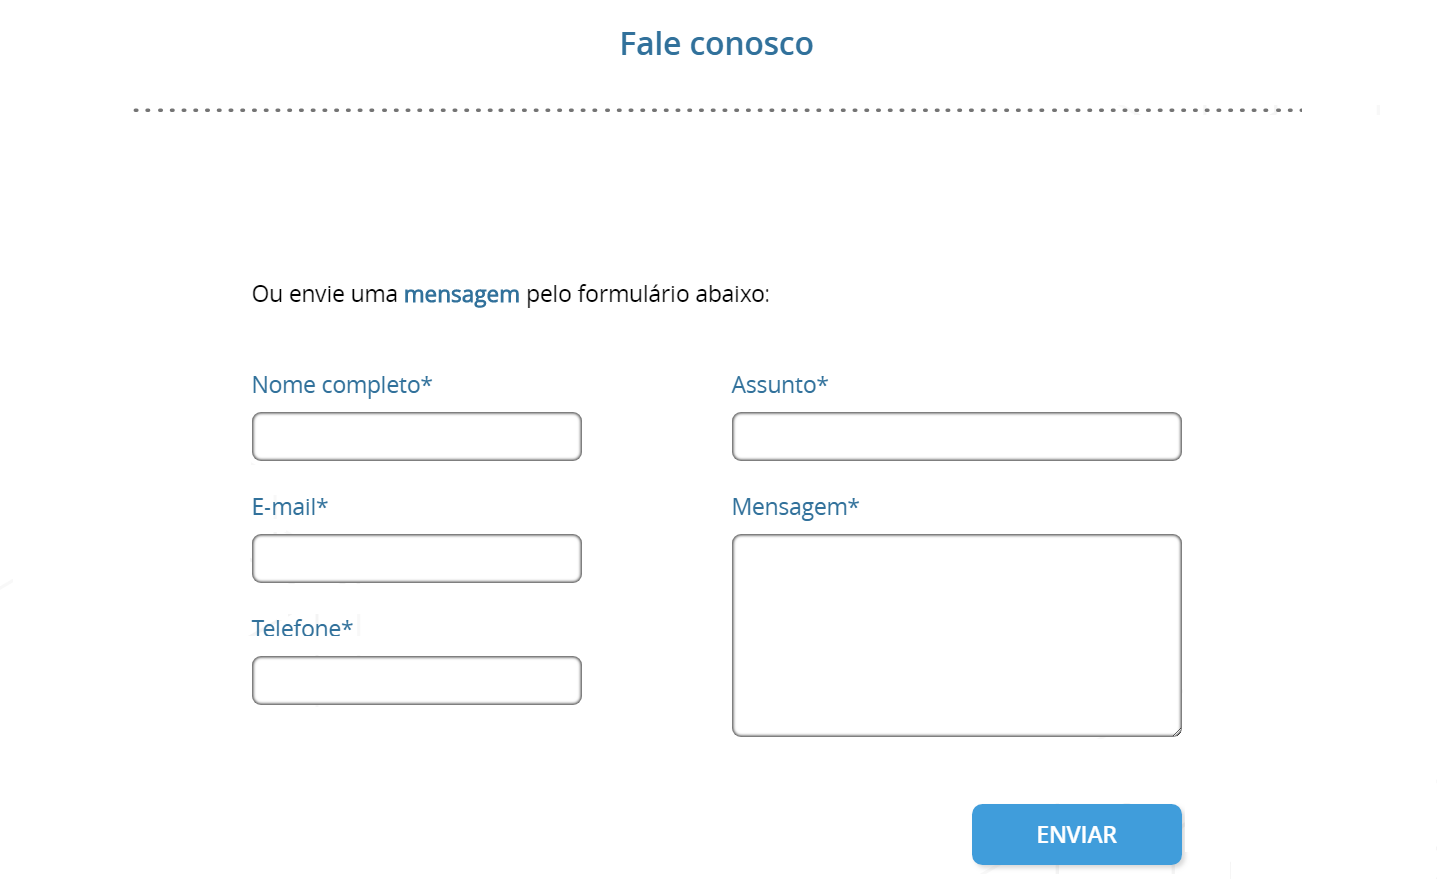 Fale conosco
Ou envie uma mensagem pelo formulário abaixo:
Nome completo*
Assunto*
E-mail*
Mensagem*
Telefone*
ENVIAR